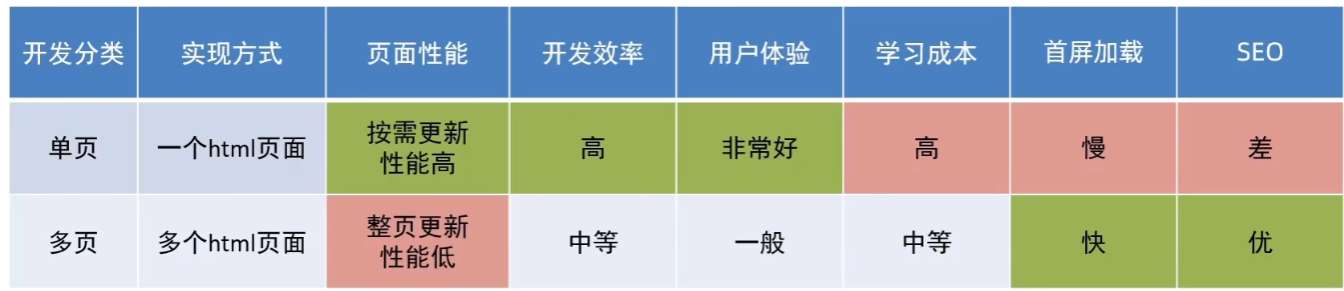 开发分类 实现方式 页面性能 开发效率 用户体验 学习成本 首屏加载 SEO
单页 一个html页面 按需更新 高 非常好 高 慢 差
性能高
多页 多个html页面 整页更新 中等 一般 中等 快 优
性能低